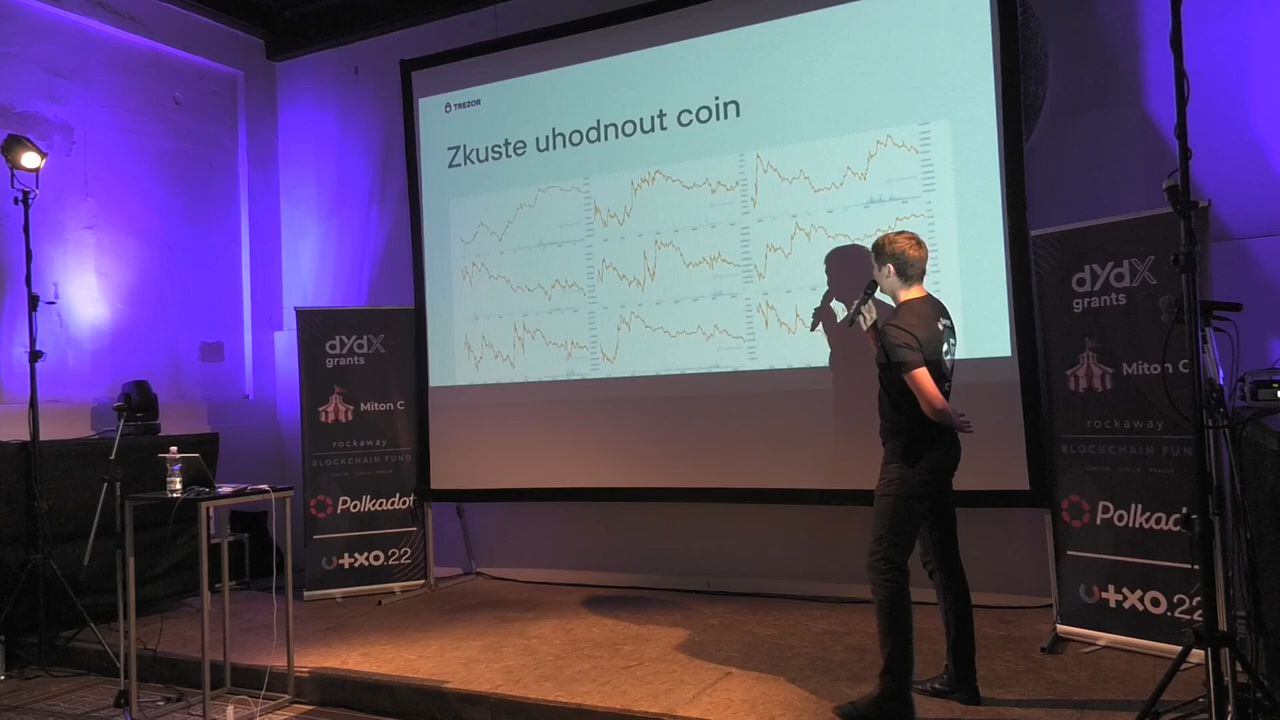 TREZOR
Zkuste uhodnout coin
dYdX
grants
Miton C
rockaway
BLOCKCHAIN FUND
Polkadot
utxo.22
dYdX
grants
Miton C
rockaway
BLOCKCHAIN FUN
Polkad
utxo.22